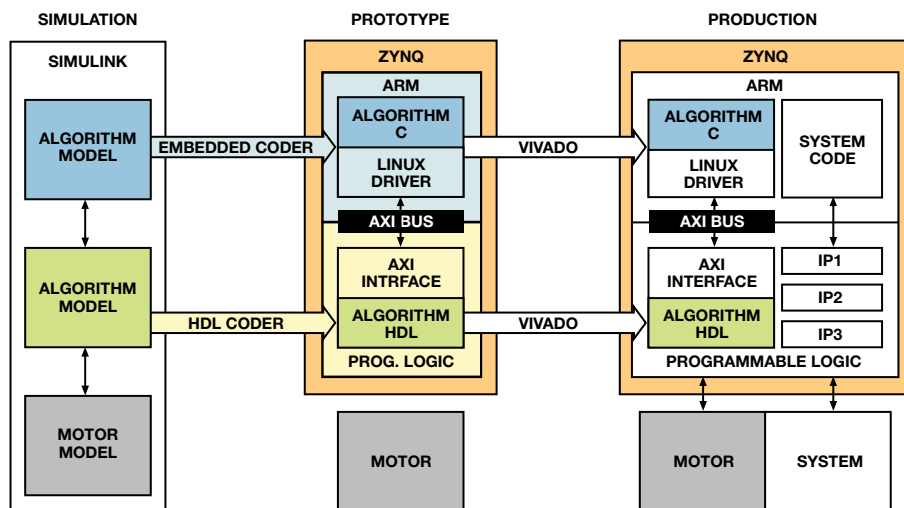 SIMULATION
SIMULINK
ALGORITHM
MODEL
ALGORITHM
MODEL
MOTOR
MODEL
EMBEDDED CODER
HDL CODER
PROTOTYPE
ZYNQ
ARM
ALGORITHM
C
LINUX
DRIVER
AXI BUS
AXI
INTRFACE
ALGORITHM
HDL
PROG. LOGIC
MOTOR
VIVADO
VIVADO
PRODUCTION
ZYNQ
ARM
ALGORITHM
C
LINUX
DRIVER
SYSTEM
CODE
AXI BUS
AXI
INTERFACE
ALGORITHM
HDL
IP1
IP2
IP3
PROGRAMMABLE LOGIC
MOTOR
SYSTEM